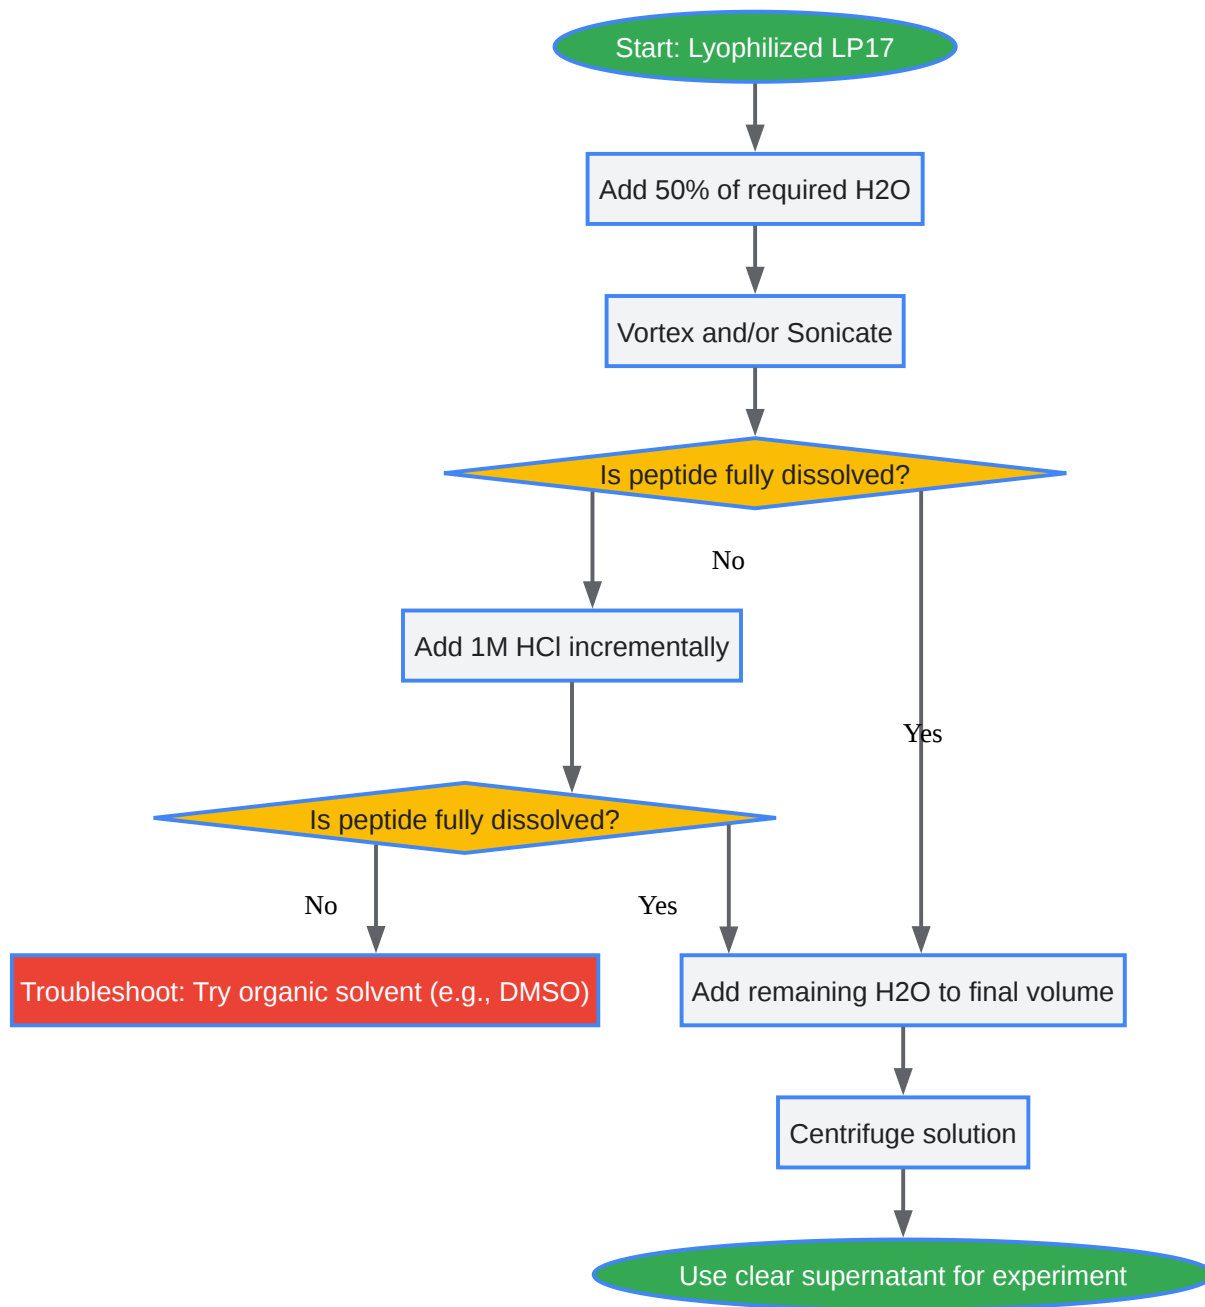 Start: Lyophilized LP17
Add 50% of required H2O
Vortex and/or Sonicate
Is peptide fully dissolved?
No
Add 1M HCl incrementally
Yes
Is peptide fully dissolved?
No
Yes
Troubleshoot: Try organic solvent (e.g., DMSO)
Add remaining H2O to final volume
Centrifuge solution
Use clear supernatant for experiment